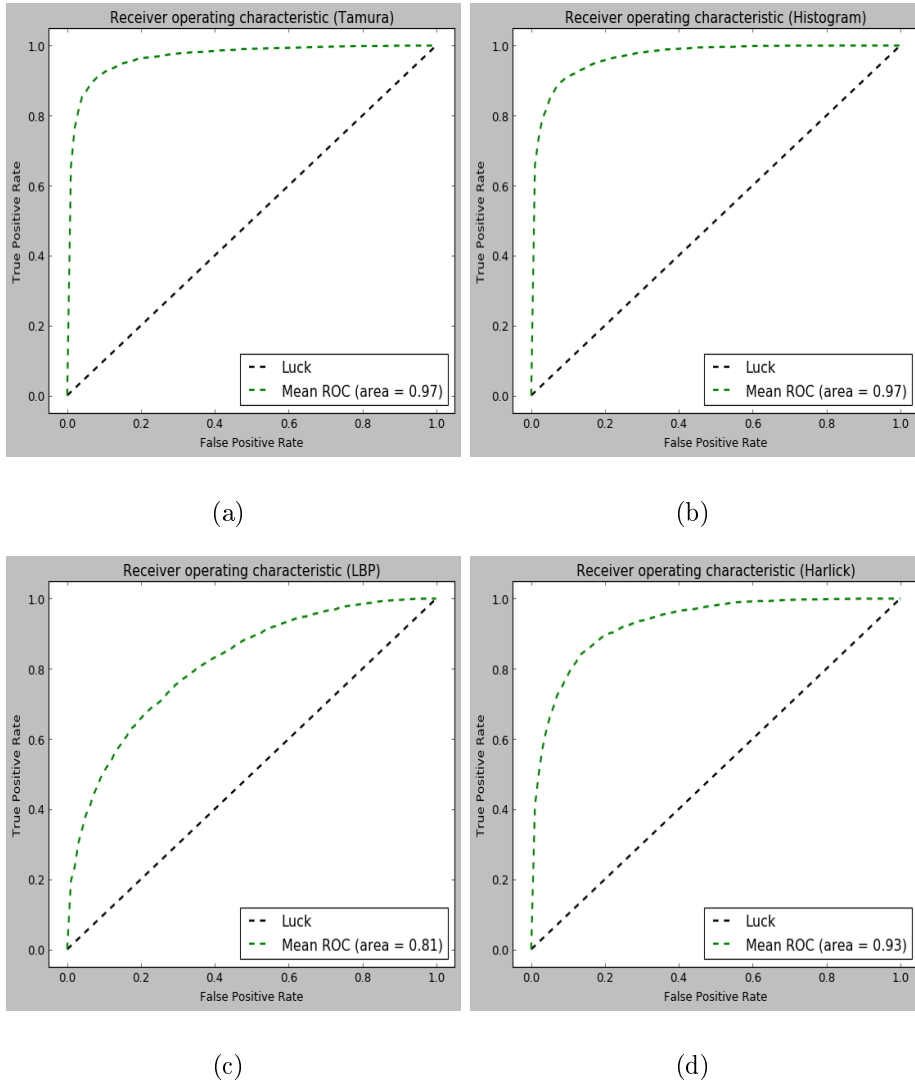 Receiver operating characteristic (Tamura)
1.0
0.8
0.6
0.4
0.2
0.0
True Positive Rate
Luck
Mean ROC (area = 0.97)
0.0 0.2 0.4 0.6 0.8 1.0
False Positive Rate
(a)
Receiver operating characteristic (Histogram)
1.0
0.8
0.6
0.4
0.2
0.0
True Positive Rate
Luck
Mean ROC (area = 0.97)
0.0 0.2 0.4 0.6 0.8 1.0
False Positive Rate
(b)
Receiver operating characteristic (LBP)
1.0
0.8
0.6
0.4
0.2
0.0
True Positive Rate
Luck
Mean ROC (area = 0.81)
0.0 0.2 0.4 0.6 0.8 1.0
False Positive Rate
(c)
Receiver operating characteristic (Harlick)
1.0
0.8
0.6
0.4
0.2
0.0
True Positive Rate
Luck
Mean ROC (area = 0.93)
0.0 0.2 0.4 0.6 0.8 1.0
False Positive Rate
(d)